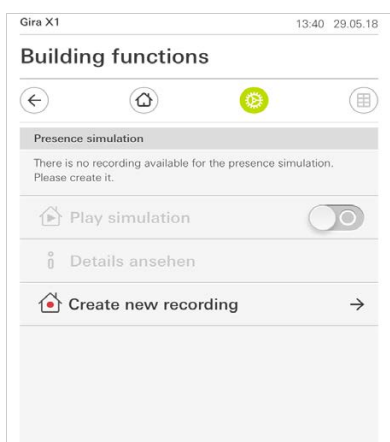 Gira X1 13:40 29.05.18
Building functions
Presence simulation
There is no recording available for the presence simulation.
Please create it.
Play simulation
Details ansehen
Create new recording